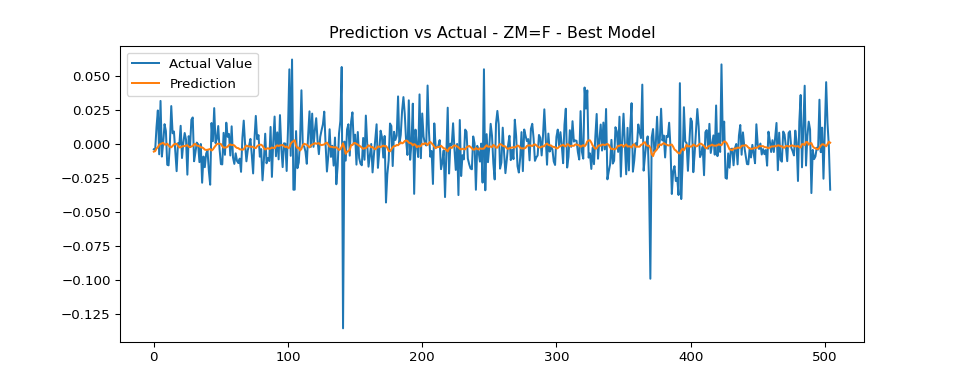 Prediction vs Actual - ZM=F - Best Model
Actual Value
Prediction
0.050
0.025
0.000
−0.025
−0.050
−0.075
−0.100
−0.125
0 100 200 300 400 500